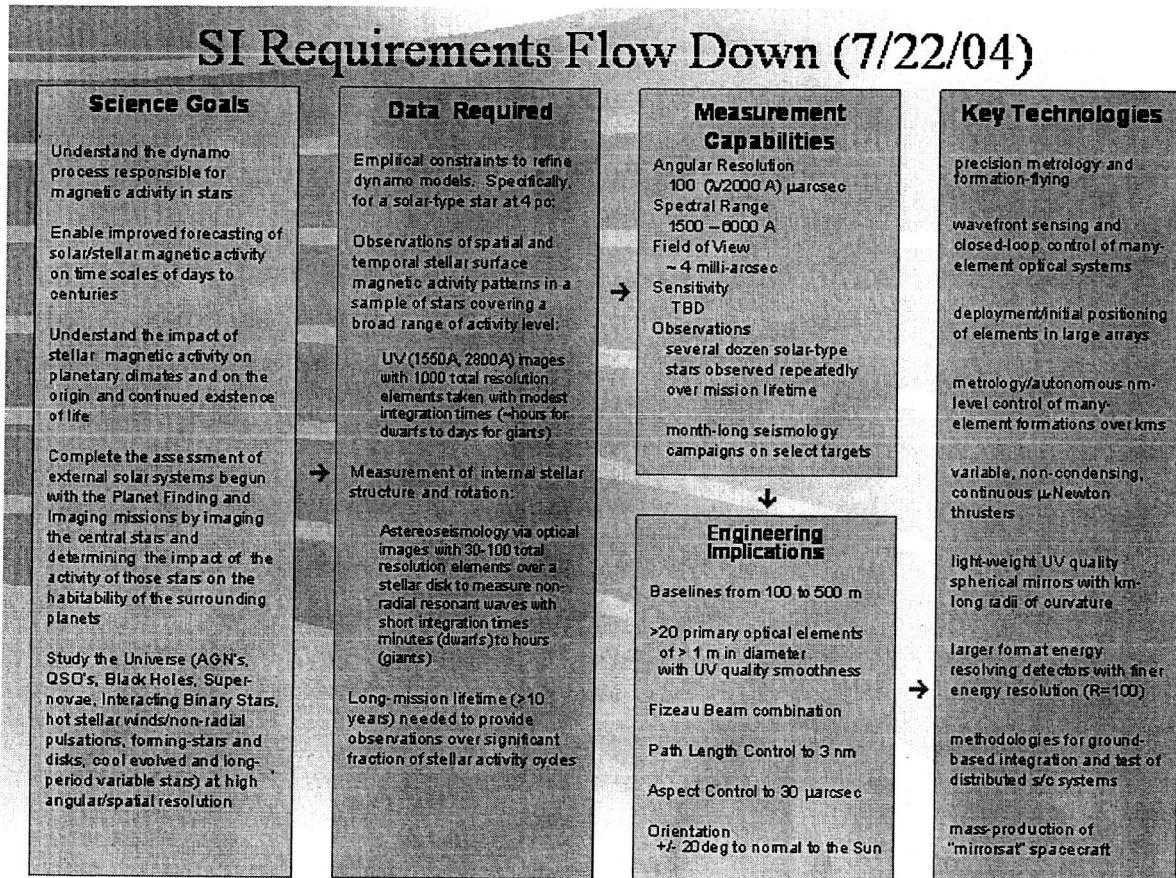 SI Requirements Flow Down (7/22/04)
Science Goals
Understand the dynamo
process responsible for
magnetic activity in stars
Enable improved forecasting of
solar/stellar magnetic activity
on time scales of days to
centuries
Understand the impact of
stellar magnetic activity on
planetary climates and on the
origin and continued existence
of life
Complete the assessment of
external solar systems begun
with the Planet Finding and
Imaging missions by imaging
the central stars and
determining the impact of the
activity of those stars on the
habitability of the surrounding
planets
Study the Universe (AGN's,
QSO's, Black Holes, Super-
novae, Interacting Binary Stars,
hot stellar winds/non-radial
pulsations, forming-stars and
disks, cool evolved and long-
period variable stars) at high
angular/spatial resolution
→
Data Required
Empirical constraints to refine
dynamo models. Specifically,
for a solar-type star at 4 pc:
Observations of spatial and
temporal stellar surface
magnetic activity patterns in a
sample of stars covering a
broad range of activity level:
UV (1550A, 2800A) images
with 1000 total resolution
elements taken with modest
integration times (~hours for
dwarfs to days for giants)
Measurement of internal stellar
structure and rotation:
Astereoseismology via optical
images with 30-100 total
resolution elements over a
stellar disk to measure non-
radial resonant waves with
short integration times
minutes (dwarfs) to hours
(giants)
Long-mission lifetime (>10
years) needed to provide
observations over significant
fraction of stellar activity cycles
→
Measurement
Capabilities
Angular Resolution
100 (λ/2000 A) μarcsec
Spectral Range
1500 – 6000 A
Field of View
~ 4 milli-arcsec
Sensitivity
TBD
Observations
several dozen solar-type
stars observed repeatedly
over mission lifetime
month-long seismology
campaigns on select targets
↓
Engineering
Implications
Baselines from 100 to 500 m
>20 primary optical elements
of > 1 m in diameter
with UV quality smoothness
Fizeau Beam combination
Path Length Control to 3 nm
Aspect Control to 30 μarcsec
Orientation
+/- 20deg to normal to the Sun
→
Key Technologies
precision metrology and
formation-flying
wavefront sensing and
closed-loop control of many-
element optical systems
deployment/initial positioning
of elements in large arrays
metrology/autonomous nm-
level control of many-
element formations over kms
variable, non-condensing,
continuous μ-Newton
thrusters
light-weight UV quality
spherical mirrors with km-
long radii of curvature
larger format energy
resolving detectors with finer
energy resolution (R=100)
methodologies for ground-
based integration and test of
distributed s/c systems
mass-production of
"mirrorsat" spacecraft